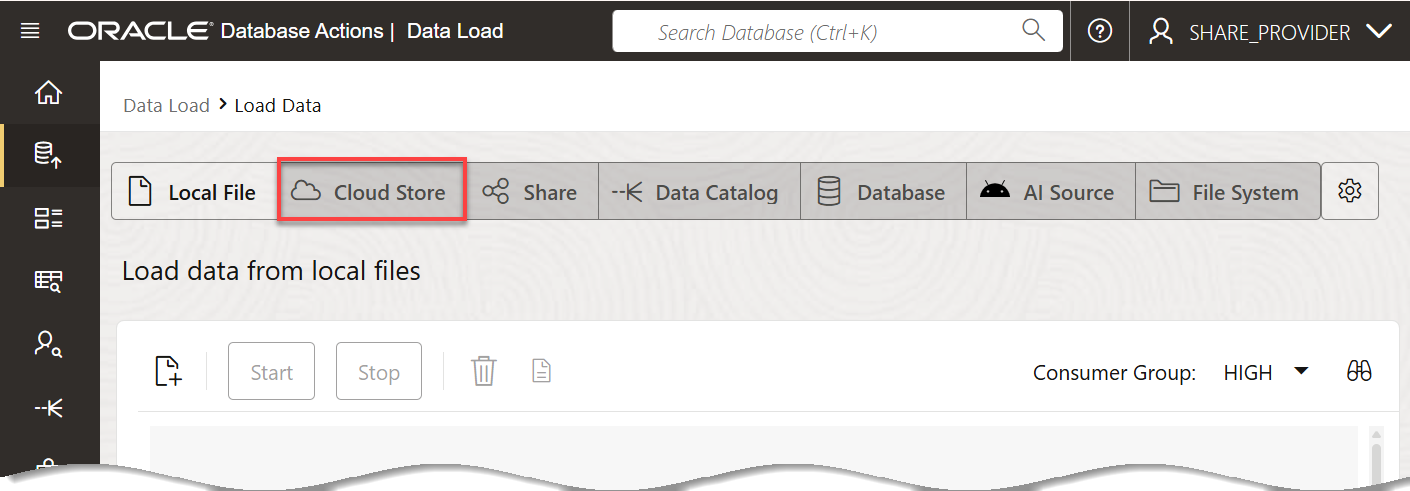 ORACLE Database Actions | Data Load
Search Database (Ctrl+K)
SHARE_PROVIDER
Data Load > Load Data
Local File
Cloud Store
Share
Data Catalog
Database
AI Source
File System
Load data from local files
Start
Stop
Consumer Group: HIGH